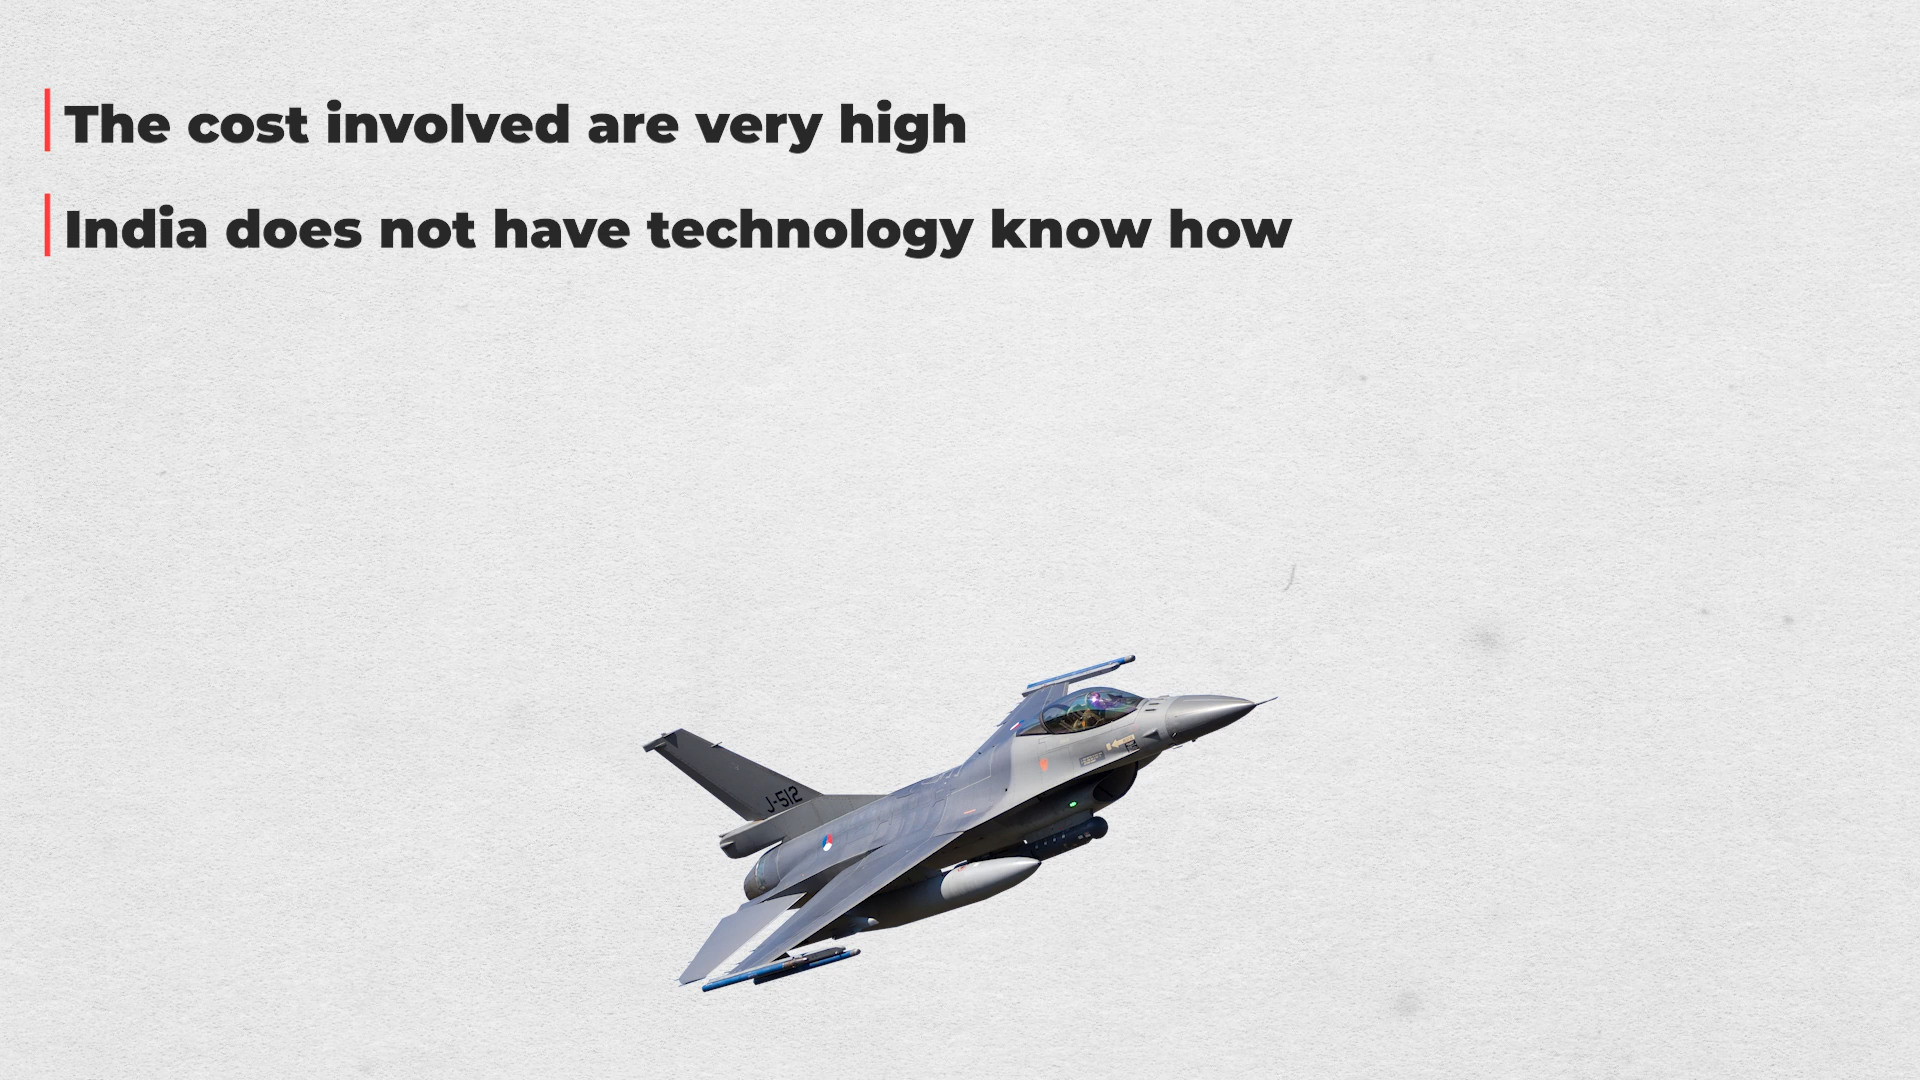 The cost involved are very high
India does not have technology know how
J-512